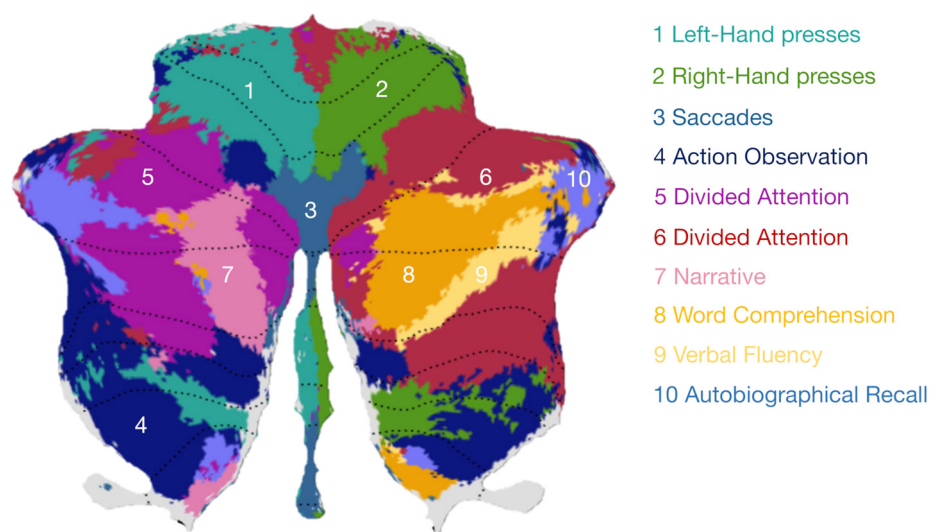 1 Left-Hand presses
2 Right-Hand presses
3 Saccades
4 Action Observation
5 Divided Attention
6 Divided Attention
7 Narrative
8 Word Comprehension
9 Verbal Fluency
10 Autobiographical Recall
1
2
5
6
10
3
7
8
9
4